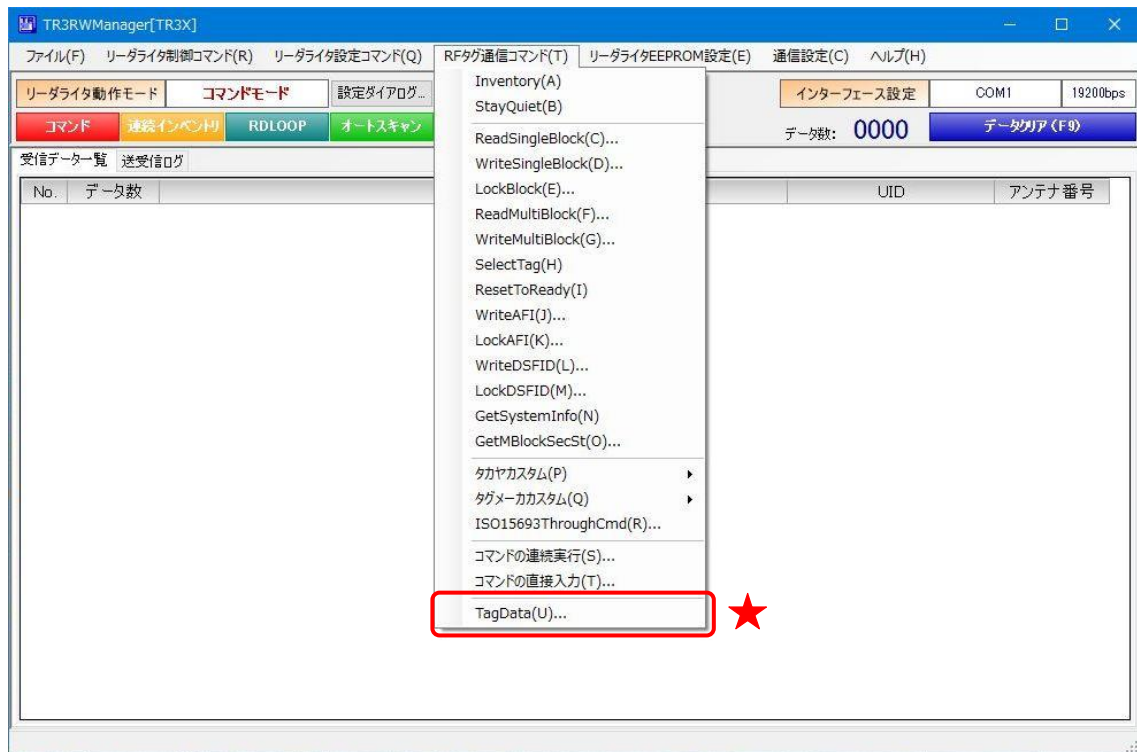 TR3RWManager[TR3X]
ファイル(F) リーダライタ制御コマンド(R) リーダライタ設定コマンド(Q) RFタグ通信コマンド(T) リーダライタEEPROM設定(E) 通信設定(C) ヘルプ(H)
リーダライタ動作モード コマンドモード 設定ダイアログ... インターフェース設定 COM1 19200bps
コマンド 連続インベントリ RDLOOP オートスキャン データ数: 0000 データクリア(F9)
受信データ一覧 送受信ログ
No. データ数 UID アンテナ番号
Inventory(A)
StayQuiet(B)
ReadSingleBlock(C)...
WriteSingleBlock(D)...
LockBlock(E)...
ReadMultiBlock(F)...
WriteMultiBlock(G)...
SelectTag(H)
ResetToReady(I)
WriteAFI(J)...
LockAFI(K)...
WriteDSFID(L)...
LockDSFID(M)...
GetSystemInfo(N)
GetMBlockSecSt(O)...
タカヤカスタム(P)
タグメーカカスタム(Q)
ISO15693ThroughCmd(R)...
コマンドの連続実行(S)...
コマンドの直接入力(T)...
TagData(U)...